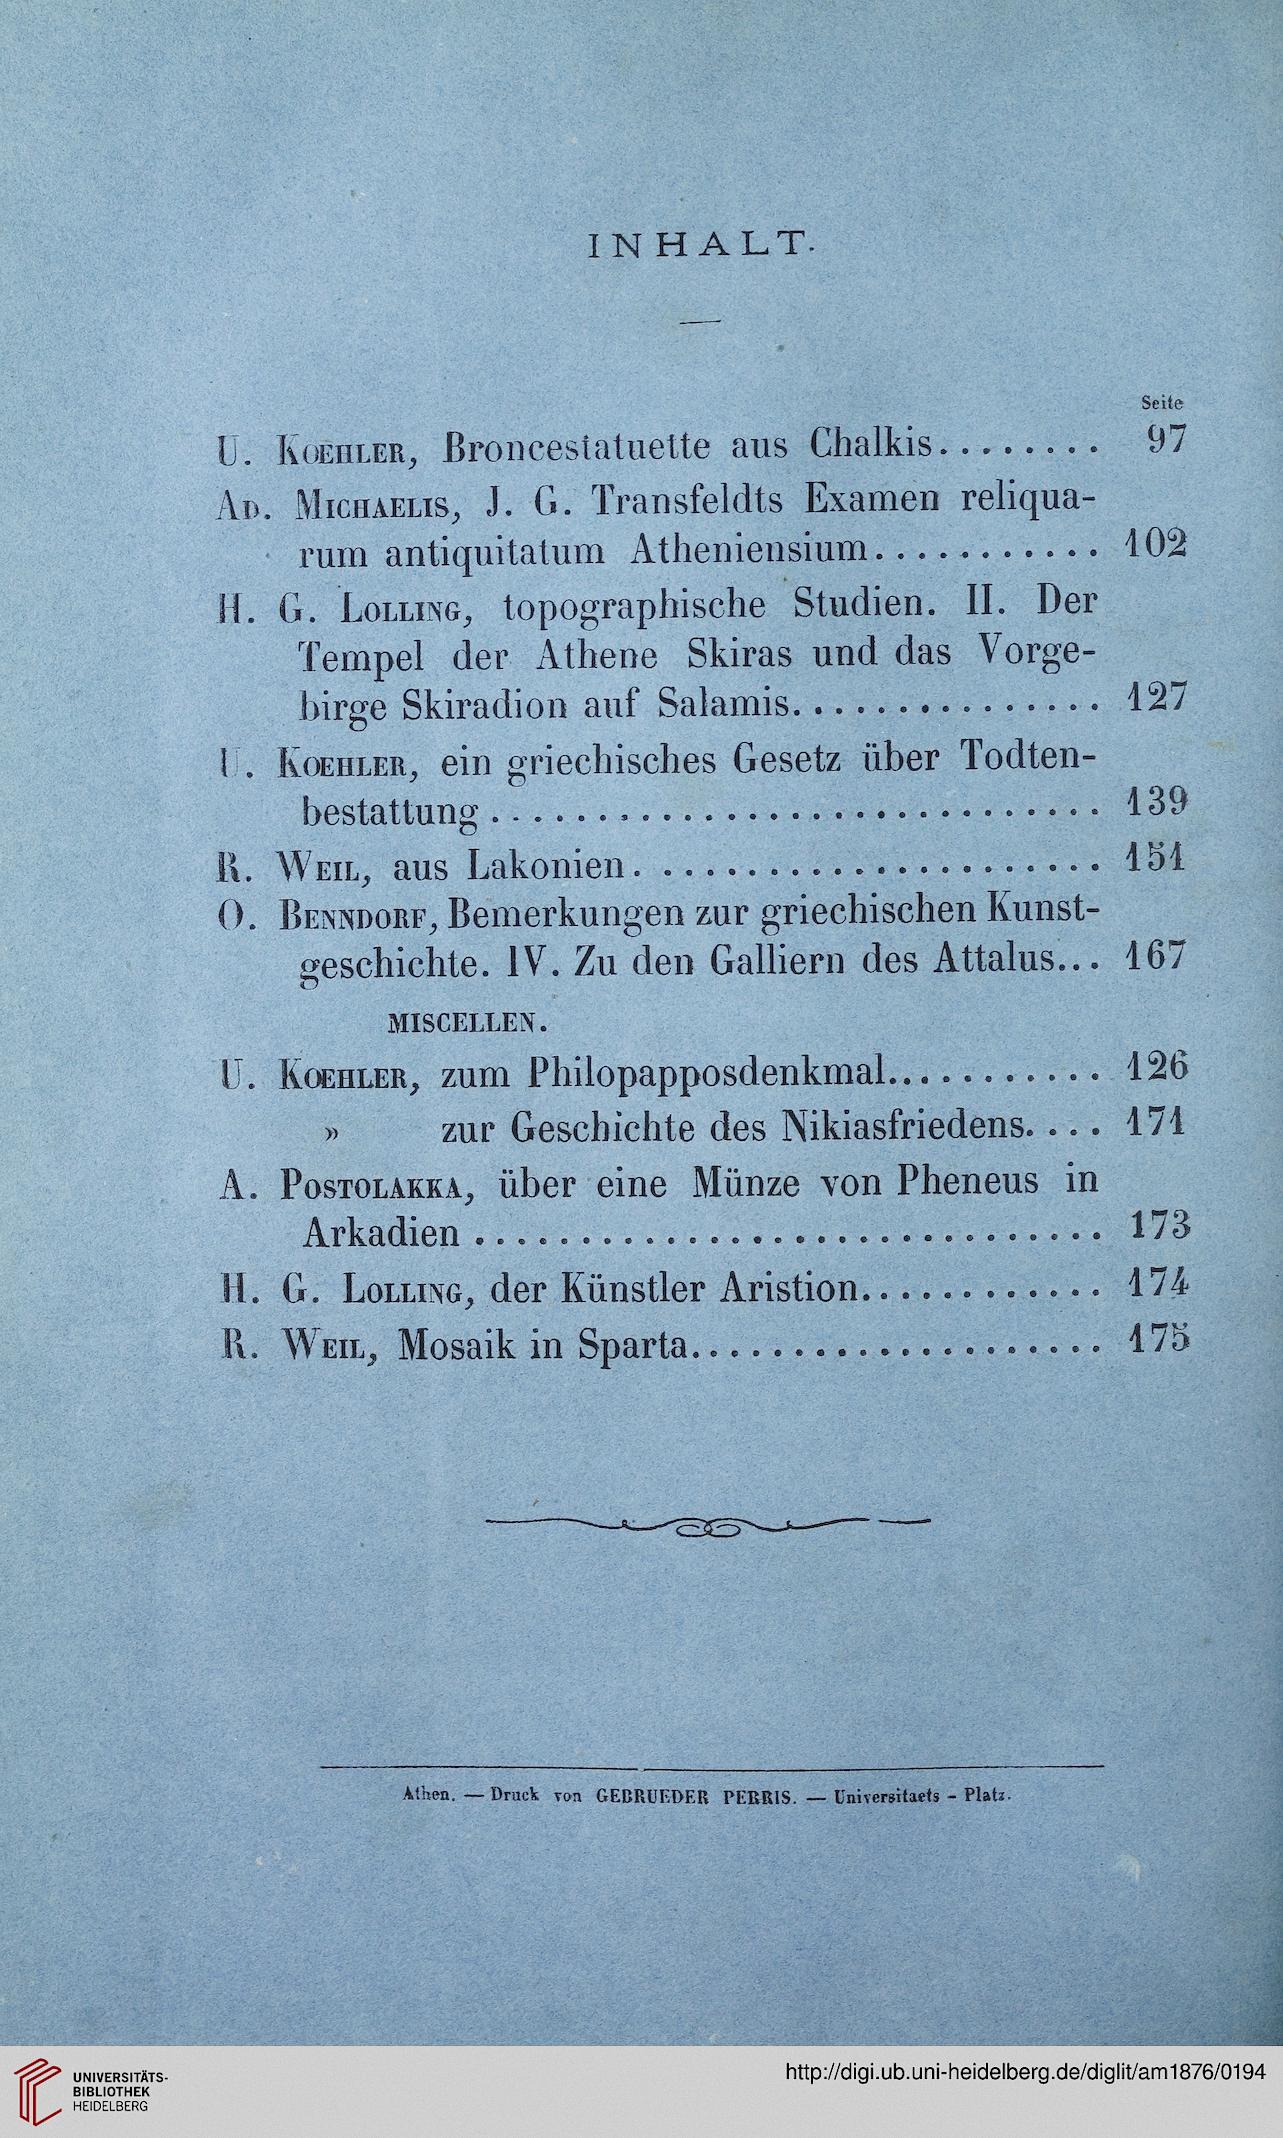 INHALT.
Seite
U. KOEHLER, Broncestatuette aus Chalkis........ 97
AD. MICHAELIS, J. G. Transfeldts Examen reliqua-
rum antiquitatum Atheniensium........... 102
H. G. LOLLING, topographische Studien. II. Der
Tempel der Athene Skiras und das Vorge-
birge Skiradion auf Salamis............... 127
U. KOEHLER, ein griechisches Gesetz über Todten-
bestattung............................. 139
R. WEIL, aus Lakonien...................... 151
O. BENNDORF, Bemerkungen zur griechischen Kunst-
geschichte. IV. Zu den Galliern des Attalus... 167
MISCELLEN.
U. KOEHLER, zum Philopapposdenkmal........... 126
» zur Geschichte des Nikiasfriedens.... 171
A. POSTOLAKKA, über eine Münze von Pheneus in
Arkadien.............................. 173
H. G. LOLLING, der Künstler Aristion............ 174
R. WEIL, Mosaik in Sparta.................... 175
Athen. — Druck von GEBRUEDER PERRIS. — Universitaets - Platz.
UNIVERSITÄTS-
BIBLIOTHEK
HEIDELBERG
http://digi.ub.uni-heidelberg.de/diglit/am1876/0194